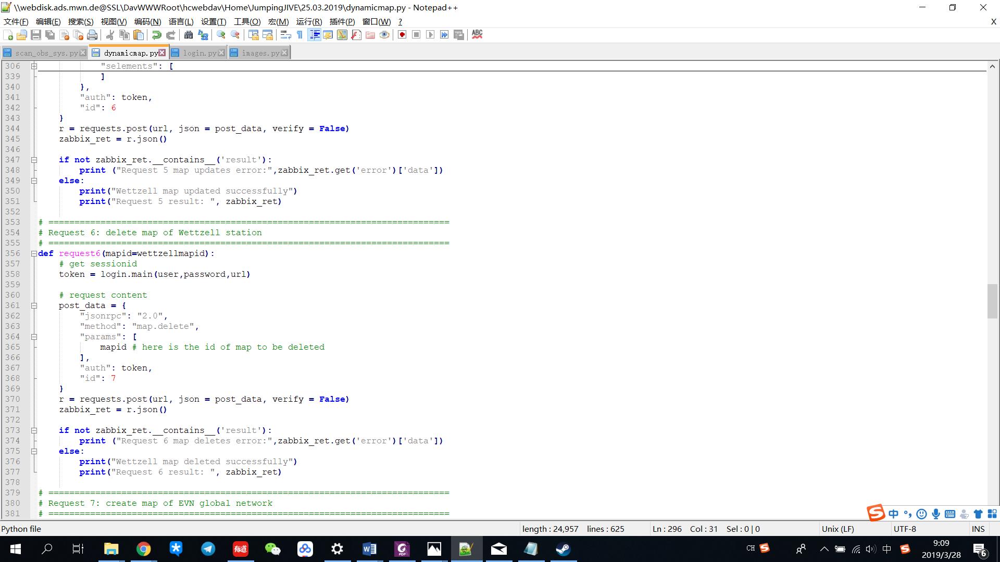 \\webdisk.ads.mwn.de@SSL\DavWWWRoot\hcwebdav\Home\JumpingJIVE\25.03.2019\dynamicmap.py - Notepad++
文件(F) 编辑(E) 搜索(S) 视图(V) 编码(N) 语言(L) 设置(T) 工具(O) 宏(M) 运行(R) 插件(P) 窗口(W) ? X
ABC
scan_obs_sys.py dynamicmap.py login.py images.py
306 "selements": [
339 ]
340 },
341 "auth": token,
342 "id": 6
343 }
344 r = requests.post(url, json = post_data, verify = False)
345 zabbix_ret = r.json()
346
347 if not zabbix_ret.__contains__('result'):
348 print ("Request 5 map updates error:",zabbix_ret.get('error')['data'])
349 else:
350 print("Wettzell map updated successfully")
351 print("Request 5 result: ", zabbix_ret)
352
353 # =============================================================================
354 # Request 6: delete map of Wettzell station
355 # =============================================================================
356 def request6(mapid=wettzellmapid):
357 # get sessionid
358 token = login.main(user,password,url)
359
360 # request content
361 post_data = {
362 "jsonrpc": "2.0",
363 "method": "map.delete",
364 "params": [
365 mapid # here is the id of map to be deleted
366 ],
367 "auth": token,
368 "id": 7
369 }
370 r = requests.post(url, json = post_data, verify = False)
371 zabbix_ret = r.json()
372
373 if not zabbix_ret.__contains__('result'):
374 print ("Request 6 map deletes error:",zabbix_ret.get('error')['data'])
375 else:
376 print("Wettzell map deleted successfully")
377 print("Request 6 result: ", zabbix_ret)
378
379 # =============================================================================
380 # Request 7: create map of EVN global network
381 # =============================================================================
S 中
Python file length : 24,957 lines : 625 Ln : 296 Col : 31 Sel : 0 | 0 Unix (LF) UTF-8 INS
有道 W PDF CH S 中 S 9:09
2019/3/28 6